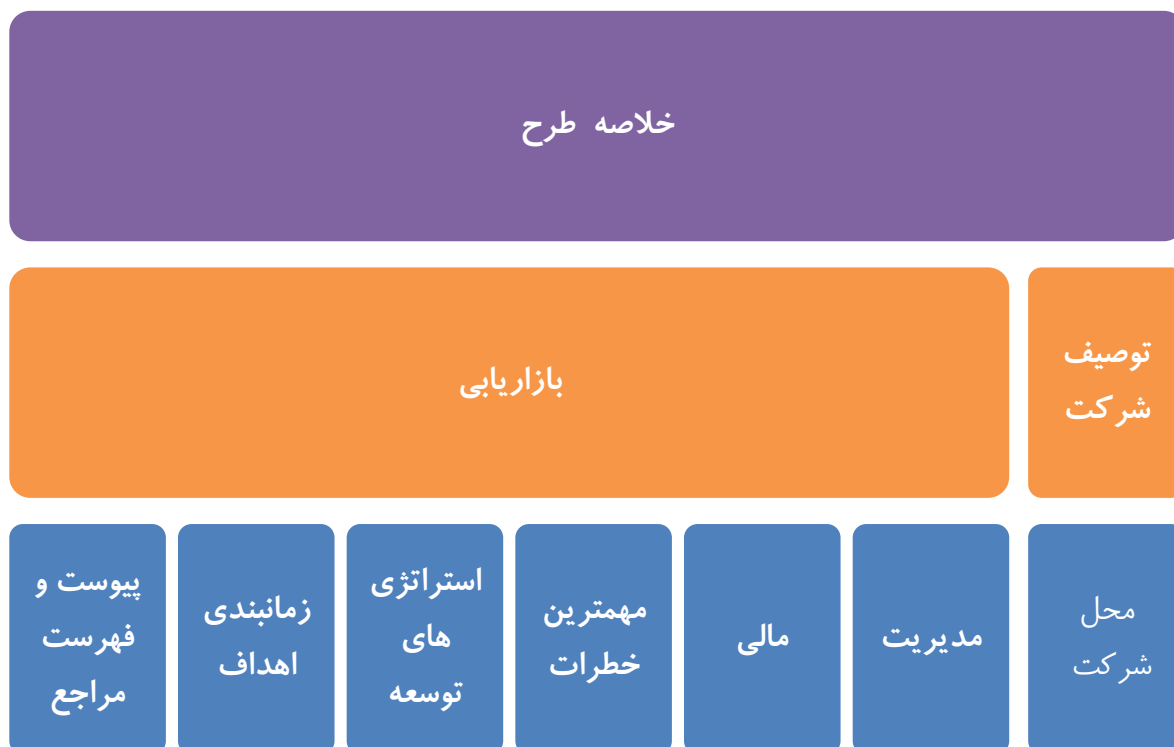 خلاصه طرح
توصیف
شرکت
بازاریابی
محل
شرکت
مدیریت
مالی
مهمترین
خطرات
استراتژی
های
توسعه
زمانبندی
اهداف
پیوست و
فهرست
مراجع